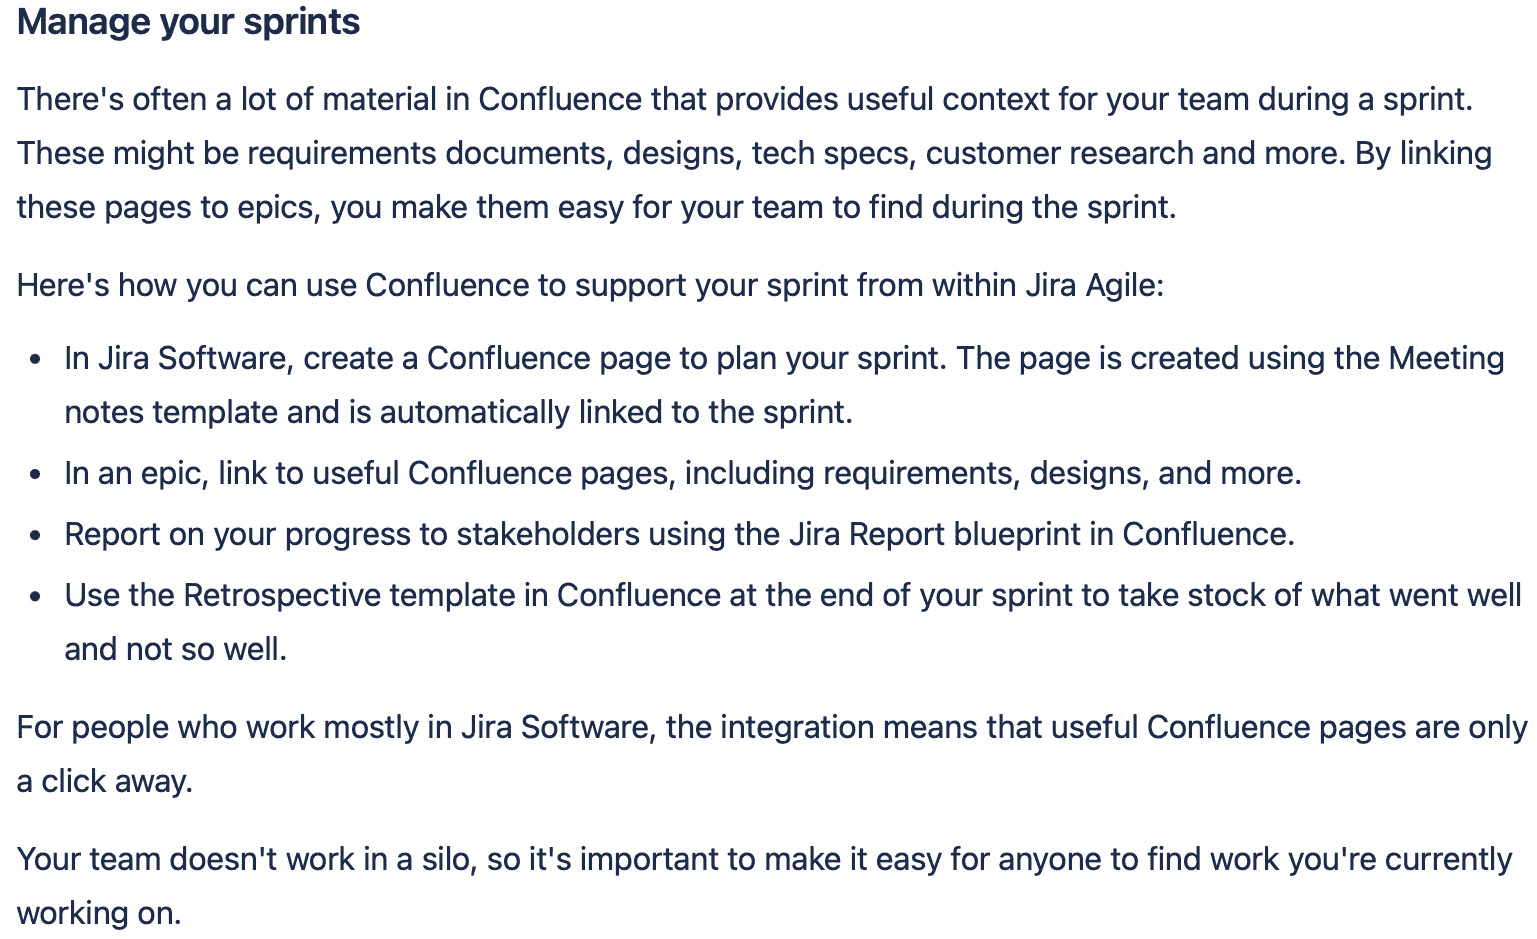 Manage your sprints
There's often a lot of material in Confluence that provides useful context for your team during a sprint.
These might be requirements documents, designs, tech specs, customer research and more. By linking
these pages to epics, you make them easy for your team to find during the sprint.
Here's how you can use Confluence to support your sprint from within Jira Agile:
• In Jira Software, create a Confluence page to plan your sprint. The page is created using the Meeting
notes template and is automatically linked to the sprint.
• In an epic, link to useful Confluence pages, including requirements, designs, and more.
• Report on your progress to stakeholders using the Jira Report blueprint in Confluence.
• Use the Retrospective template in Confluence at the end of your sprint to take stock of what went well
and not so well.
For people who work mostly in Jira Software, the integration means that useful Confluence pages are only
a click away.
Your team doesn't work in a silo, so it's important to make it easy for anyone to find work you're currently
working on.